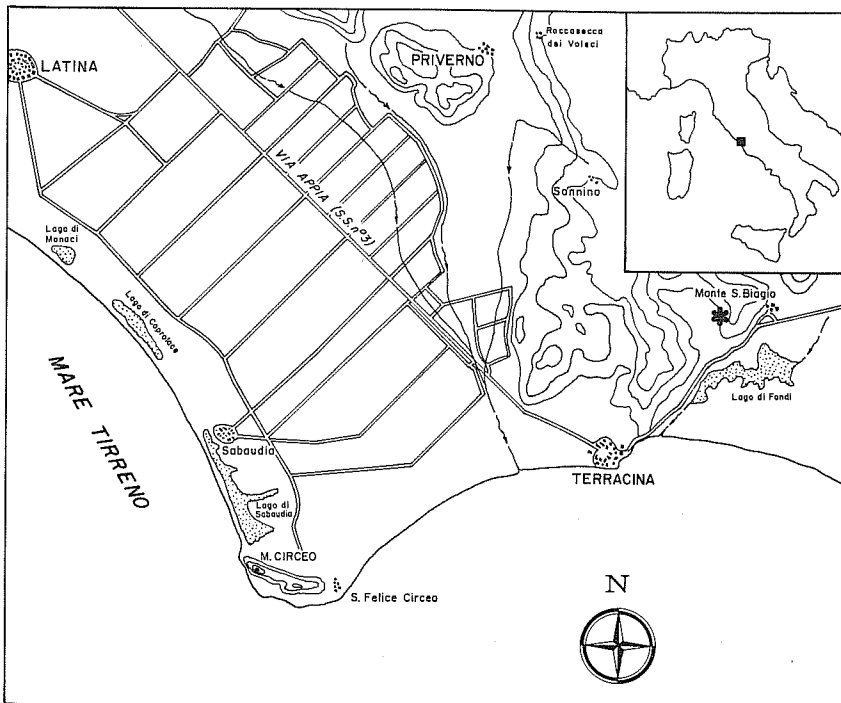 Roccasecca
dei Volsci
PRIVERNO
LATINA
VIA APPIA (S.S. nº3)
Sonnino
Lago di
Monaci
Monte S. Biagio
Lago di Caprolace
MARE TIRRENO
Lago di Fondi
Sabaudia
TERRACINA
Lago di
Sabaudia
M. CIRCEO
S. Felice Circeo
N